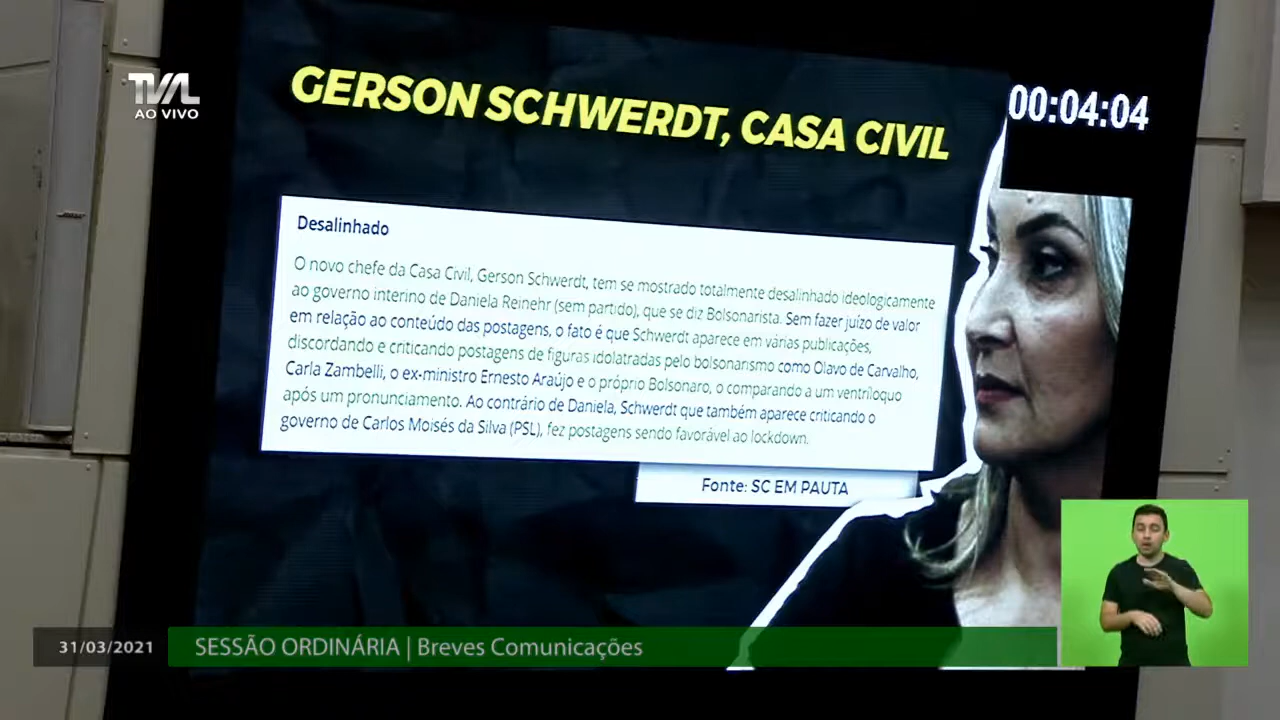 TVAL
AO VIVO
GERSON SCHWERDT, CASA CIVIL
00:04:04
Desalinhado
O novo chefe da Casa Civil, Gerson Schwerdt, tem se mostrado totalmente desalinhado ideologicamente
ao governo interino de Daniela Reinehr (sem partido), que se diz Bolsonarista. Sem fazer juízo de valor
em relação ao conteúdo das postagens, o fato é que Schwerdt aparece em várias publicações,
discordando e criticando postagens de figuras idolatradas pelo bolsonarismo como Olavo de Carvalho,
Carla Zambelli, o ex-ministro Ernesto Araújo e o próprio Bolsonaro, o comparando a um ventríloquo
após um pronunciamento. Ao contrário de Daniela, Schwerdt que também aparece criticando o
governo de Carlos Moisés da Silva (PSL), fez postagens sendo favorável ao lockdown.
Fonte: SC EM PAUTA
31/03/2021
SESSÃO ORDINÁRIA | Breves Comunicações